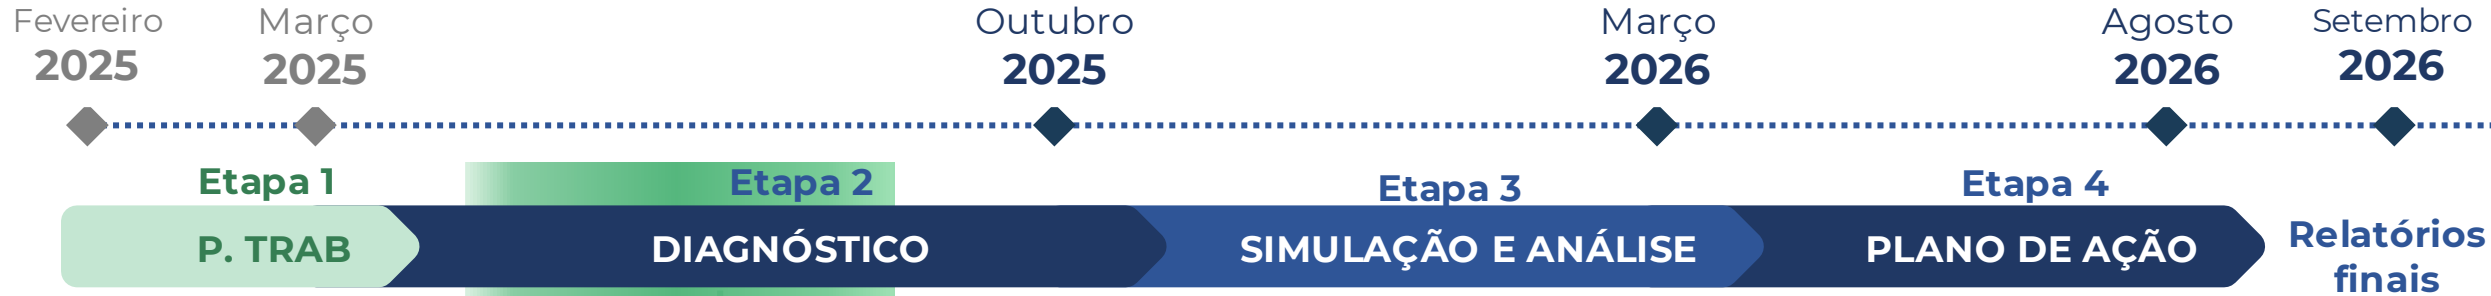 Fevereiro
2025
Março
2025
Outubro
2025
Março
2026
Agosto
2026
Setembro
2026
Etapa 1
Etapa 2
Etapa 3
Etapa 4
P. TRAB
DIAGNÓSTICO
SIMULAÇÃO E ANÁLISE
PLANO DE AÇÃO
Relatórios
finais